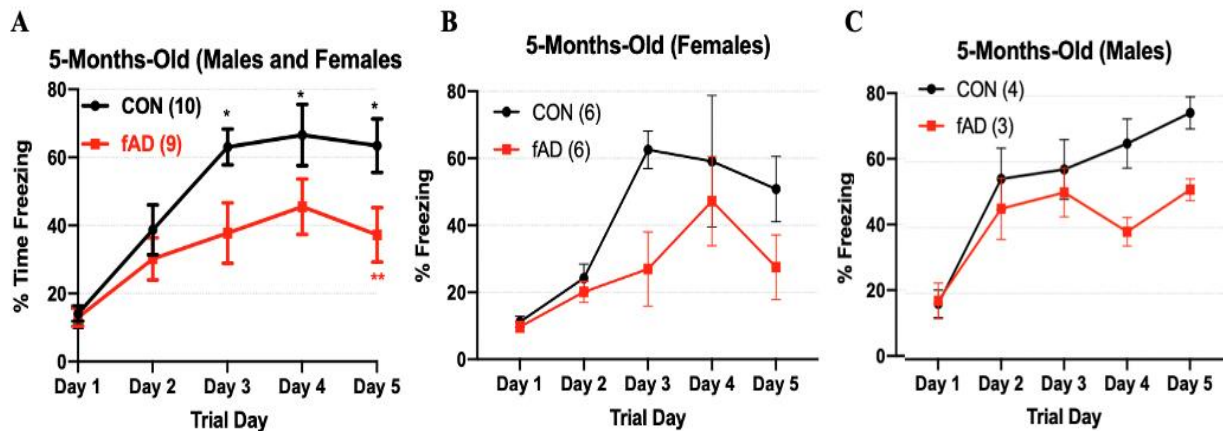 A
5-Months-Old (Males and Females
CON (10)
fAD (9)
* * *
**
% Time Freezing
80
60
40
20
0
Day 1 Day 2 Day 3 Day 4 Day 5
Trial Day
B
5-Months-Old (Females)
CON (6)
fAD (6)
% Freezing
80
60
40
20
0
Day 1 Day 2 Day 3 Day 4 Day 5
Trial Day
C
5-Months-Old (Males)
CON (4)
fAD (3)
% Freezing
80
60
40
20
0
Day 1 Day 2 Day 3 Day 4 Day 5
Trial Day